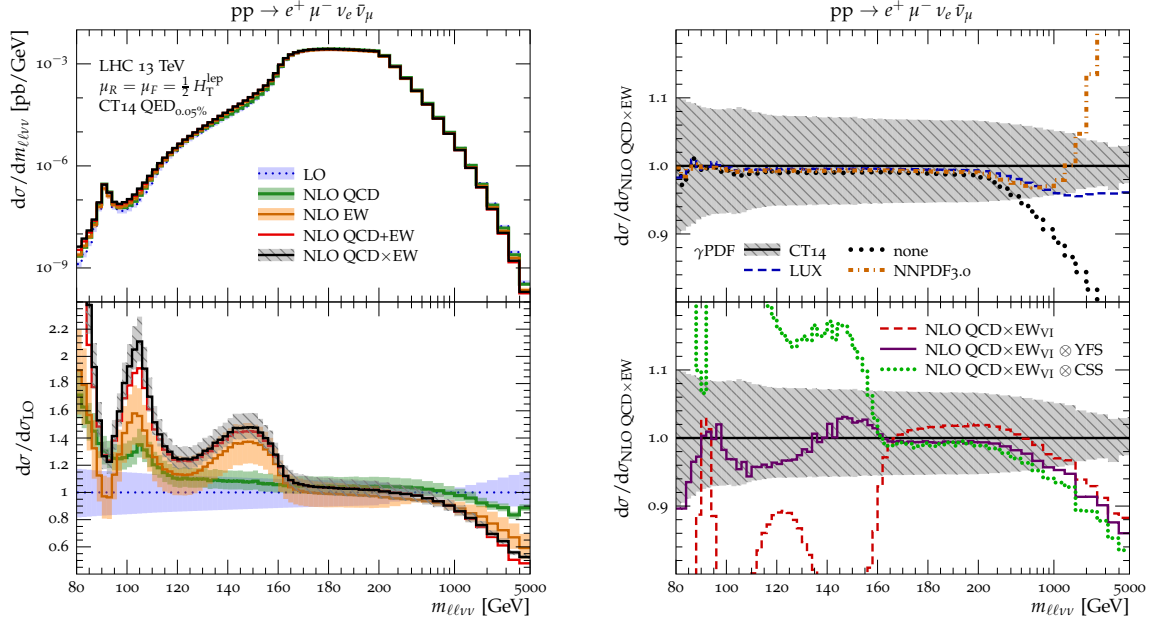 pp → e⁺ μ⁻ νₑ ν̄_μ
dσ/dm_ℓℓνν [pb/GeV]
10⁻³
10⁻⁶
10⁻⁹
LHC 13 TeV
μ_R = μ_F = ½ H_T^lep
CT14 QED_0.05%
LO
NLO QCD
NLO EW
NLO QCD+EW
NLO QCD×EW
dσ/dσ_LO
2.2
2
1.8
1.6
1.4
1.2
1
0.8
0.6
80 100 120 140 160 180 200 1000 5000
m_ℓℓνν [GeV]
pp → e⁺ μ⁻ νₑ ν̄_μ
dσ/dσ_NLO QCD×EW
1.1
1.0
0.9
γPDF
CT14
LUX
none
NNPDF3.0
dσ/dσ_NLO QCD×EW
1.1
1.0
0.9
NLO QCD×EW_VI
NLO QCD×EW_VI ⊗ YFS
NLO QCD×EW_VI ⊗ CSS
80 100 120 140 160 180 200 1000 5000
m_ℓℓνν [GeV]